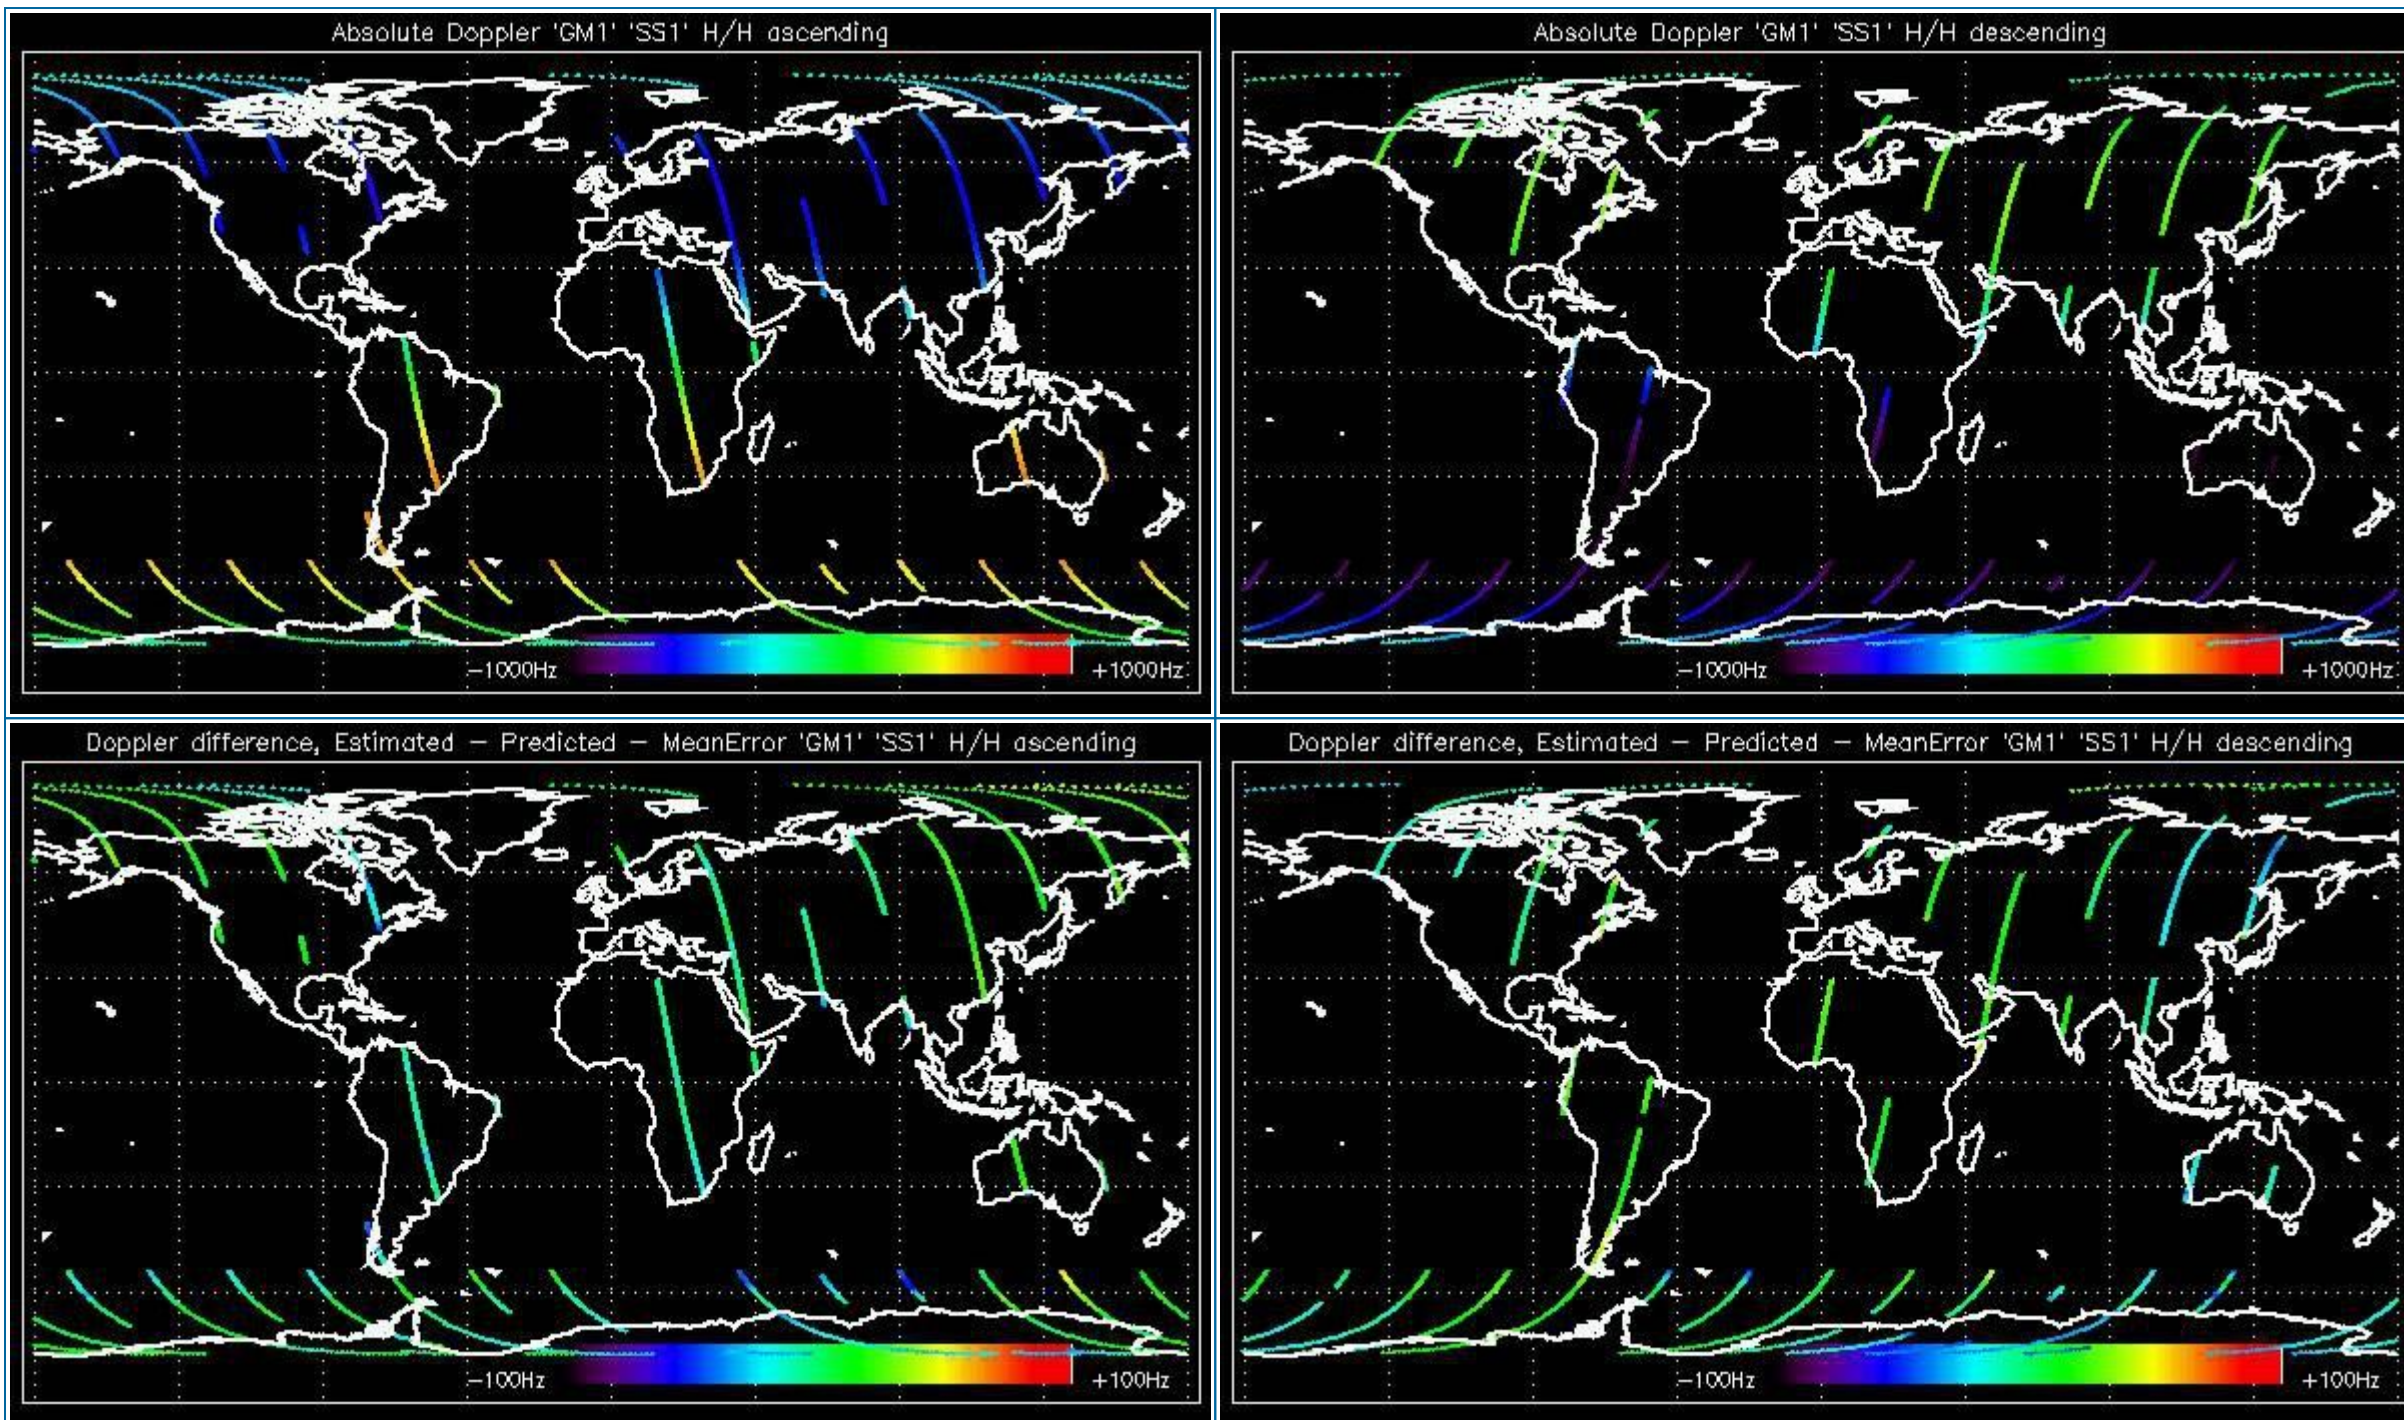 Absolute Doppler 'GM1' 'SS1' H/H ascending
-1000Hz
+1000Hz
Absolute Doppler 'GM1' 'SS1' H/H descending
-1000Hz
+1000Hz
Doppler difference, Estimated - Predicted - MeanError 'GM1' 'SS1' H/H ascending
-100Hz
+100Hz
Doppler difference, Estimated - Predicted - MeanError 'GM1' 'SS1' H/H descending
-100Hz
+100Hz